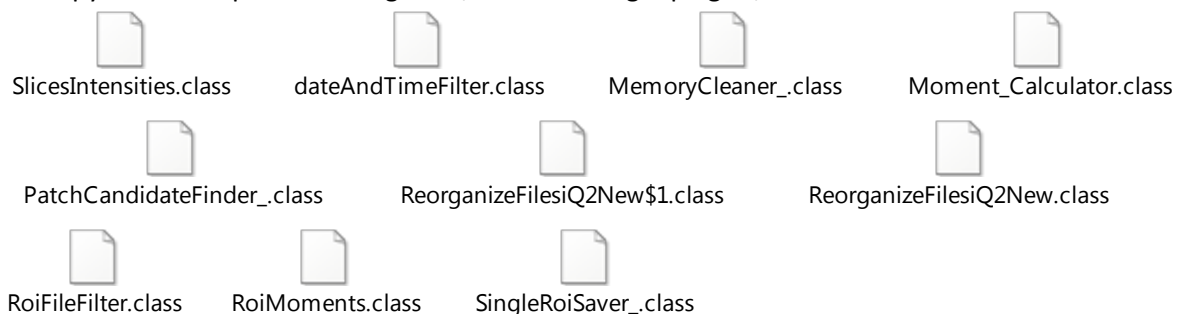 SlicesIntensities.class dateAndTimeFilter.class MemoryCleaner_.class Moment_Calculator.class
PatchCandidateFinder_.class ReorganizeFilesiQ2New$1.class ReorganizeFilesiQ2New.class
RoiFileFilter.class RoiMoments.class SingleRoiSaver_.class